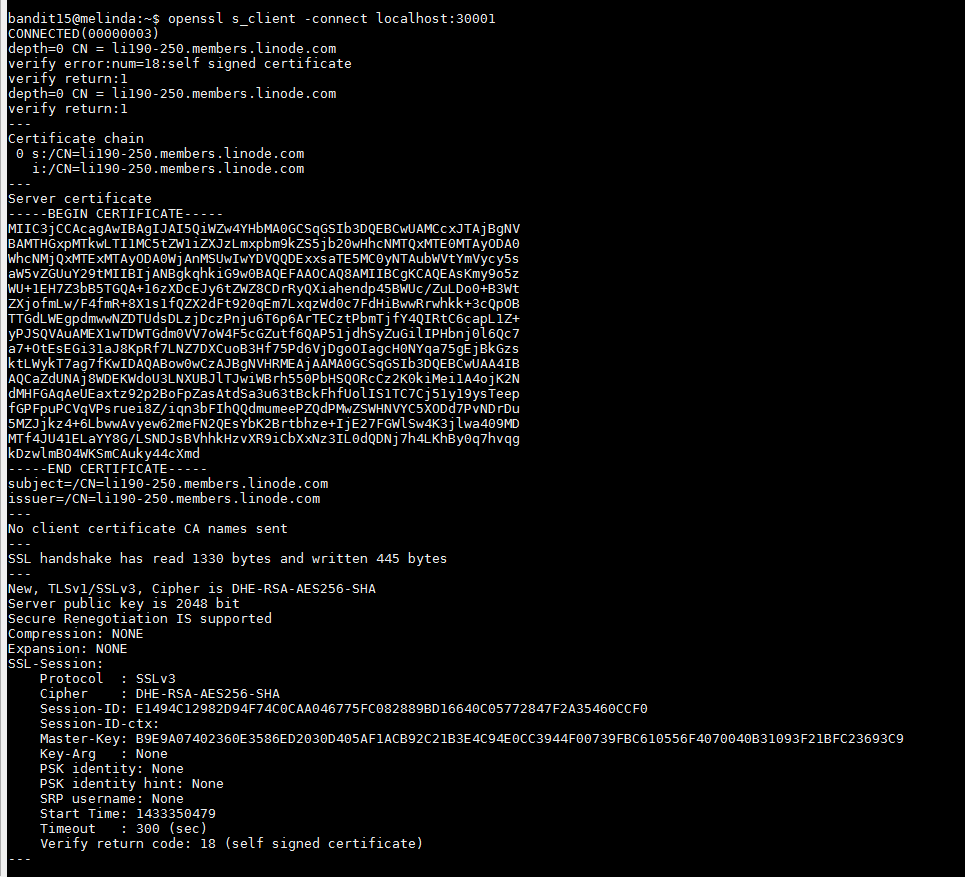 bandit15@melinda:~$ openssl s_client -connect localhost:30001
CONNECTED(00000003)
depth=0 CN = li190-250.members.linode.com
verify error:num=18:self signed certificate
verify return:1
depth=0 CN = li190-250.members.linode.com
verify return:1
---
Certificate chain
 0 s:/CN=li190-250.members.linode.com
   i:/CN=li190-250.members.linode.com
---
Server certificate
-----BEGIN CERTIFICATE-----
MIIC3jCCAcagAwIBAgIJAI5QiWZw4YHbMA0GCSqGSIb3DQEBCwUAMCcxJTAjBgNV
BAMTHGxpMTkwLTI1MC5tZW1iZXJzLmxpbm9kZS5jb20wHhcNMTQxMTE0MTAyODA0
WhcNMjQxMTExMTAyODA0WjAnMSUwIwYDVQQDExxsaTE5MC0yNTAubWVtYmVycy5s
aW5vZGUuY29tMIIBIjANBgkqhkiG9w0BAQEFAAOCAQ8AMIIBCgKCAQEAsKmy9o5z
WU+1EH7Z3bB5TGQA+16zXDcEJy6tZWZ8CDrRyQXiahendp45BWUc/ZuLDo0+B3Wt
ZXjofmLw/F4fmR+8X1s1fQZX2dFt920qEm7LxqzWd0c7FdHiBwwRrwhkk+3cQpOB
TTGdLWEgpdmwwNZDTUdsDLzjDczPnju6T6p6ArTECztPbmTjfY4QIRtC6capL1Z+
yPJSQVAuAMEX1wTDWTGdm0VV7oW4F5cGZutf6QAP51jdhSyZuGilIPHbnj0l6Qc7
a7+OtEsEGi31aJ8KpRf7LNZ7DXCuoB3Hf75Pd6VjDgoOIagcH0NYqa75gEjBkGzs
ktLWykT7ag7fKwIDAQABow0wCzAJBgNVHRMEAjAAMA0GCSqGSIb3DQEBCwUAA4IB
AQCaZdUNAj8WDEKWdoU3LNXUBJlTJwiWBrh550PbHSQORcCz2K0kiMei1A4ojK2N
dMHFGAqAeUEaxtz92p2BoFpZasAtdSa3u63tBckFhfUolIS1TC7Cj51y19ysTeep
fGPFpuPCVqVPsruei8Z/iqn3bFIhQQdmumeePZQdPMwZSWHNVYC5XODd7PvNDrDu
5MZJjkz4+6LbwwAvyew62meFN2QEsYbK2Brtbhze+IjE27FGWlSw4K3jlwa409MD
MTf4JU41ELaYY8G/LSNDJsBVhhkHzvXR9iCbXxNz3IL0dQDNj7h4LKhBy0q7hvqg
kDzwlmBO4WKSmCAuky44cXmd
-----END CERTIFICATE-----
subject=/CN=li190-250.members.linode.com
issuer=/CN=li190-250.members.linode.com
---
No client certificate CA names sent
---
SSL handshake has read 1330 bytes and written 445 bytes
---
New, TLSv1/SSLv3, Cipher is DHE-RSA-AES256-SHA
Server public key is 2048 bit
Secure Renegotiation IS supported
Compression: NONE
Expansion: NONE
SSL-Session:
    Protocol  : SSLv3
    Cipher    : DHE-RSA-AES256-SHA
    Session-ID: E1494C12982D94F74C0CAA046775FC082889BD16640C05772847F2A35460CCF0
    Session-ID-ctx:
    Master-Key: B9E9A07402360E3586ED2030D405AF1ACB92C21B3E4C94E0CC3944F00739FBC610556F4070040B31093F21BFC23693C9
    Key-Arg   : None
    PSK identity: None
    PSK identity hint: None
    SRP username: None
    Start Time: 1433350479
    Timeout   : 300 (sec)
    Verify return code: 18 (self signed certificate)
---